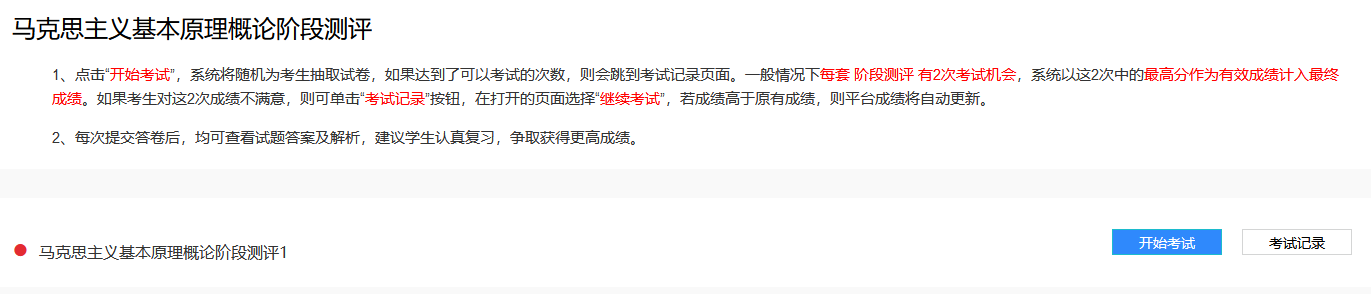 马克思主义基本原理概论阶段测评
1、点击“开始考试”，系统将随机为考生抽取试卷，如果达到了可以考试的次数，则会跳到考试记录页面。一般情况下每套 阶段测评 有2次考试机会，系统以这2次中的最高分作为有效成绩计入最终
成绩。如果考生对这2次成绩不满意，则可单击“考试记录”按钮，在打开的页面选择“继续考试”，若成绩高于原有成绩，则平台成绩将自动更新。
2、每次提交答卷后，均可查看试题答案及解析，建议学生认真复习，争取获得更高成绩。
马克思主义基本原理概论阶段测评1
开始考试
考试记录